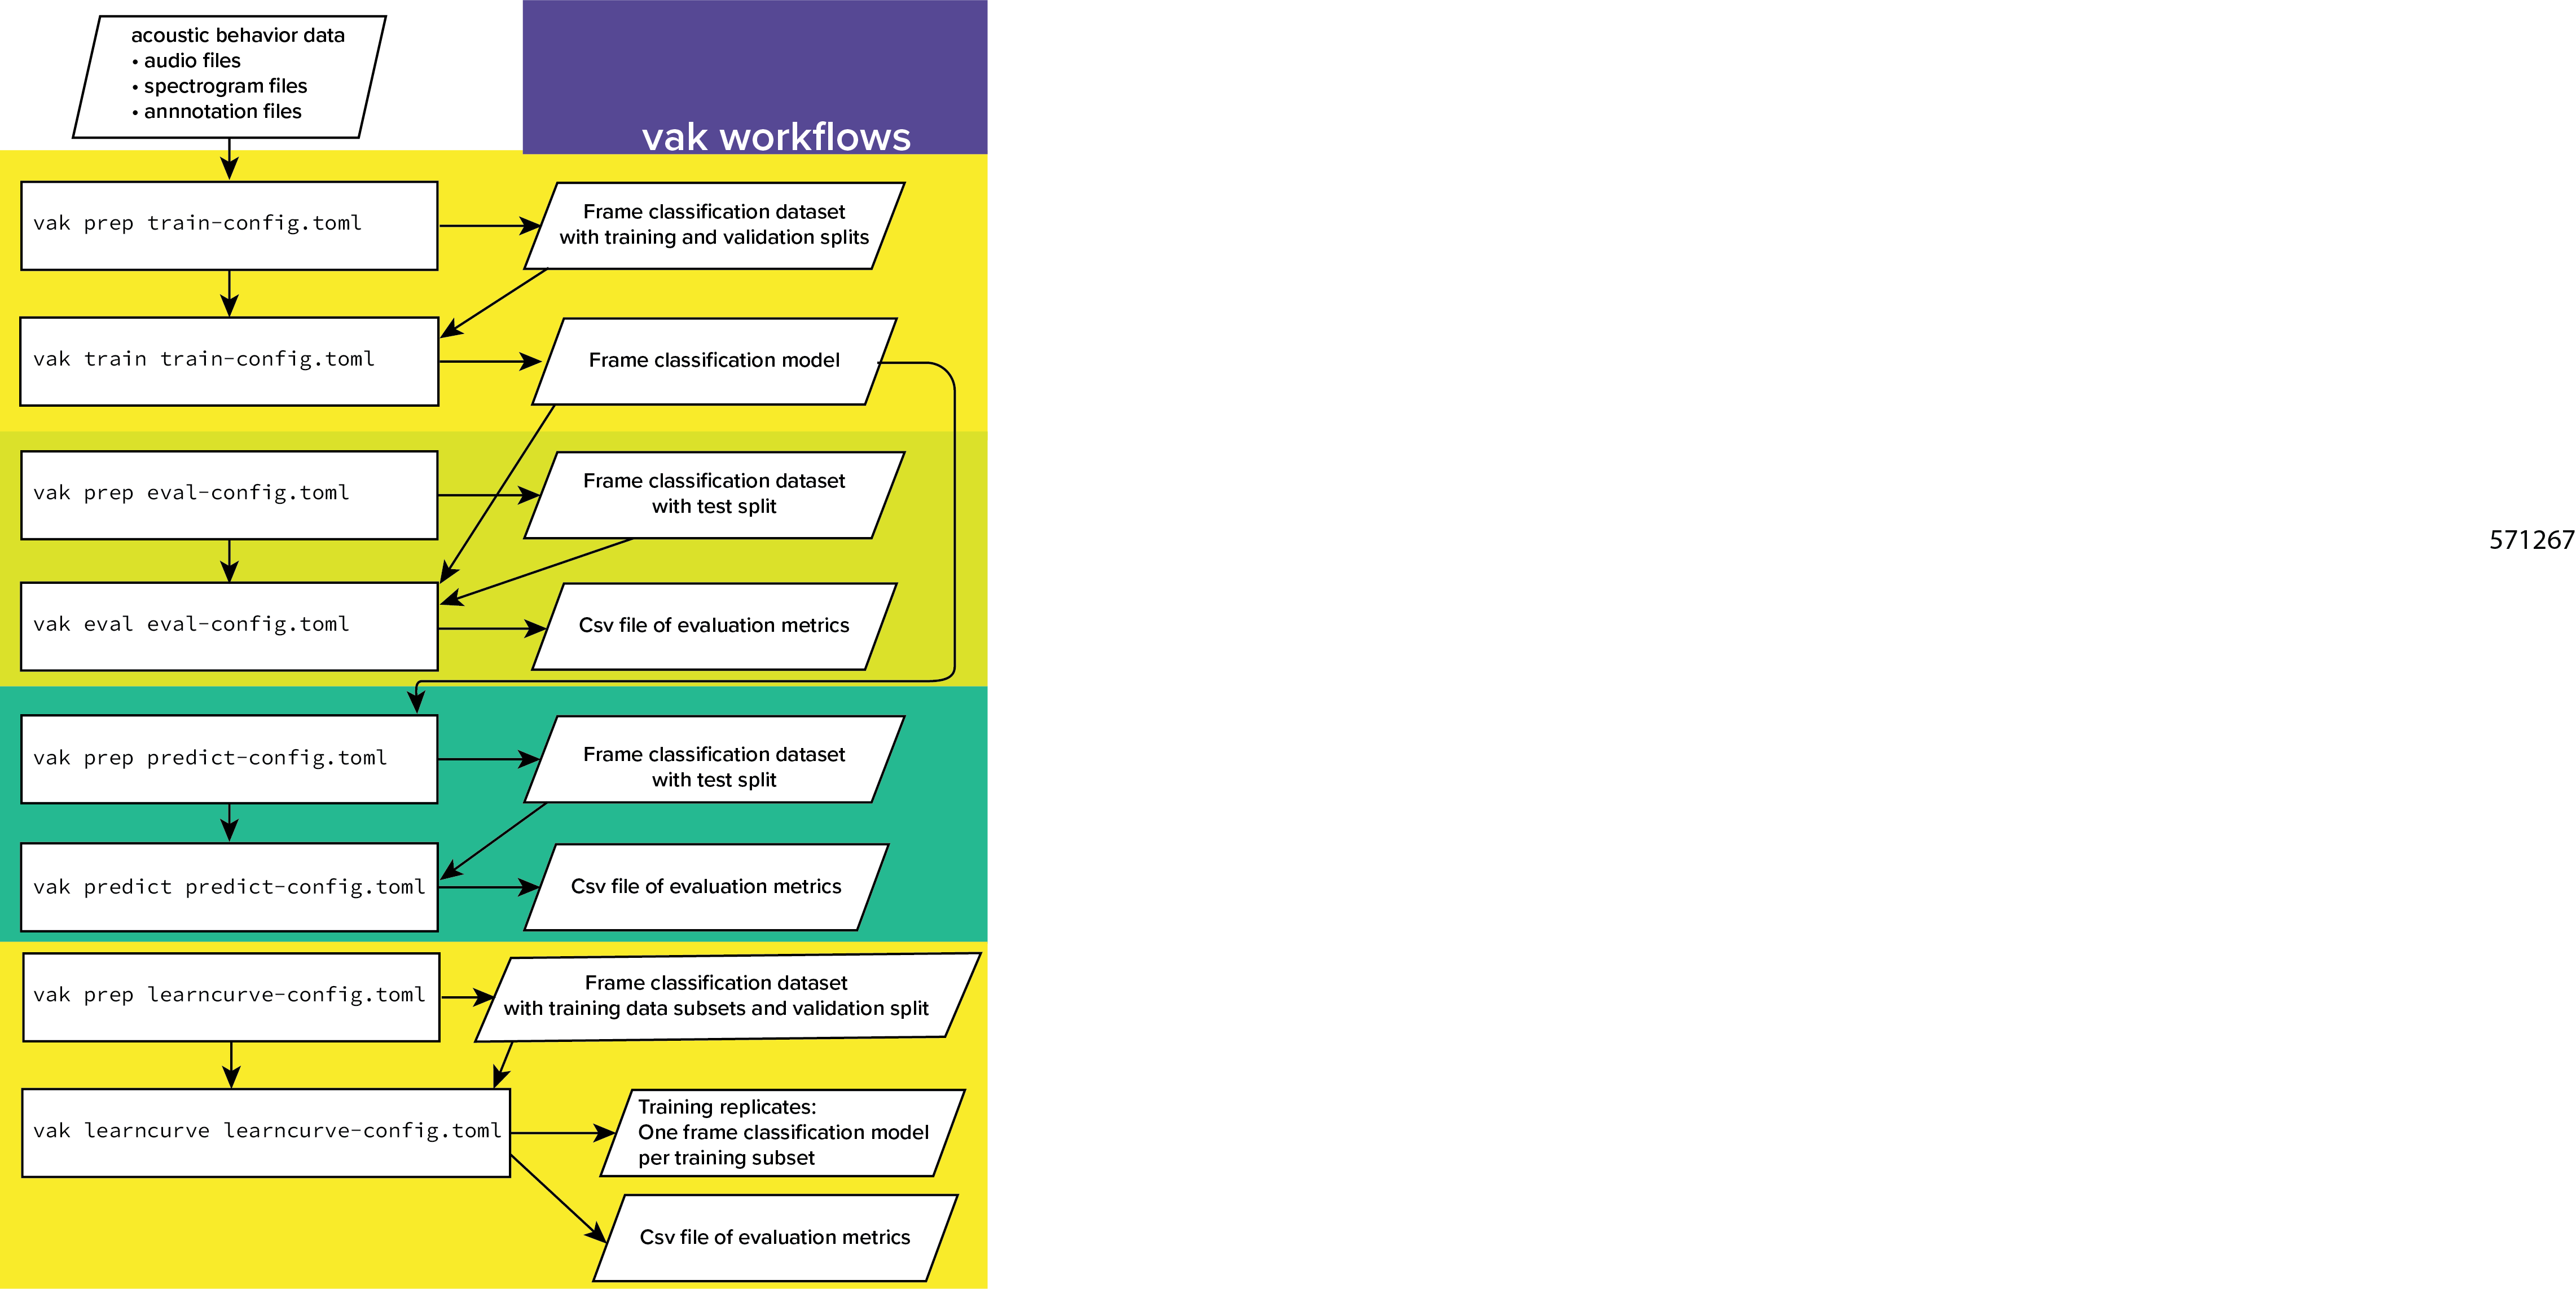 acoustic behavior data
• audio files
• spectrogram files
• annnotation files
vak workflows
vak prep train-config.toml
Frame classification dataset
with training and validation splits
vak train train-config.toml
Frame classification model
vak prep eval-config.toml
Frame classification dataset
with test split
571267
vak eval eval-config.toml
Csv file of evaluation metrics
vak prep predict-config.toml
Frame classification dataset
with test split
vak predict predict-config.toml
Csv file of evaluation metrics
vak prep learncurve-config.toml
Frame classification dataset
with training data subsets and validation split
vak learncurve learncurve-config.toml
Training replicates:
One frame classification model
per training subset
Csv file of evaluation metrics